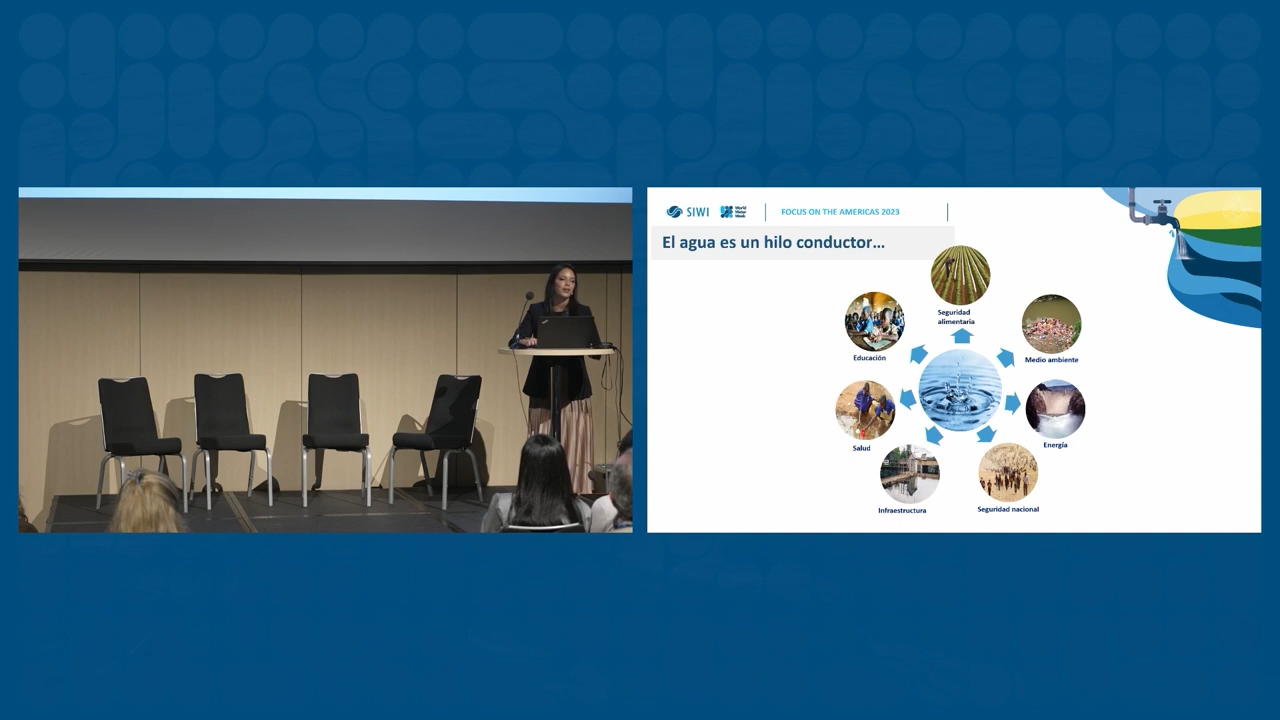 SIWI
World
Water
Week
FOCUS ON THE AMERICAS 2023
El agua es un hilo conductor...
Seguridad
alimentaria
Educación
Medio ambiente
Salud
Energía
Infraestructura
Seguridad nacional